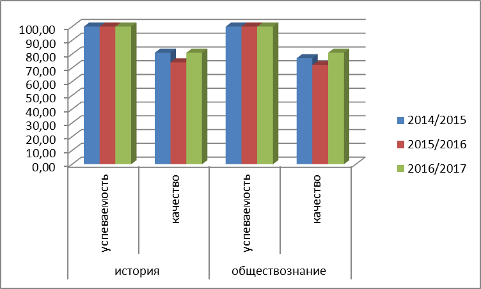 100,00
90,00
80,00
70,00
60,00
50,00
40,00
30,00
20,00
10,00
0,00
успеваемость
качество
успеваемость
качество
история
обществознание
2014/2015
2015/2016
2016/2017